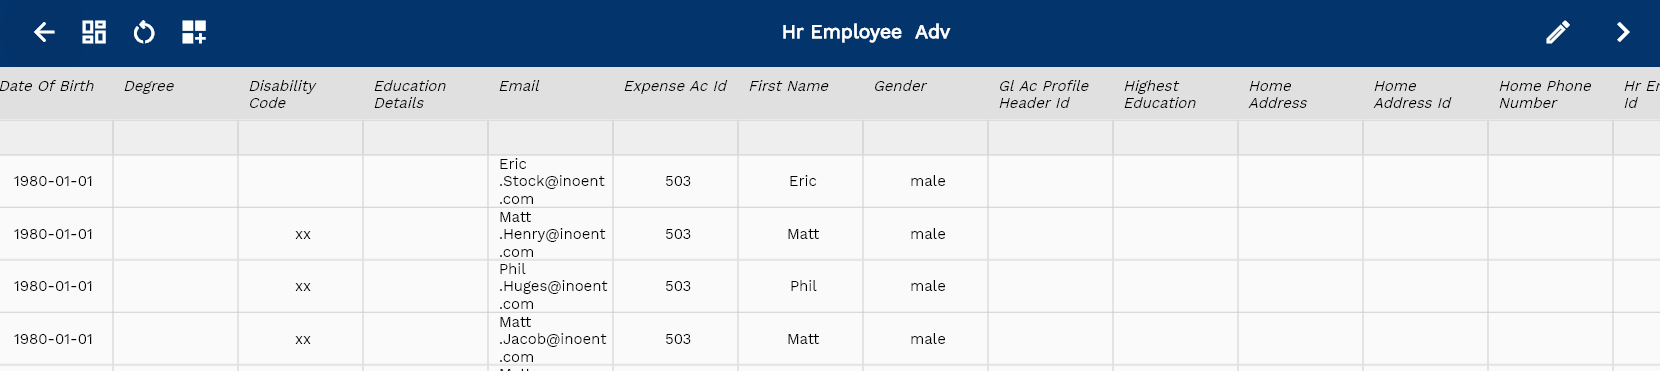 Hr Employee Adv
Date Of Birth Degree Disability Code Education Details Email Expense Ac Id First Name Gender Gl Ac Profile Header Id Highest Education Home Address Home Address Id Home Phone Number Hr Id
1980-01-01 Eric .Stock@inoent .com 503 Eric male
1980-01-01 xx Matt .Henry@inoent .com 503 Matt male
1980-01-01 xx Phil .Huges@inoent .com 503 Phil male
1980-01-01 xx Matt .Jacob@inoent .com 503 Matt male